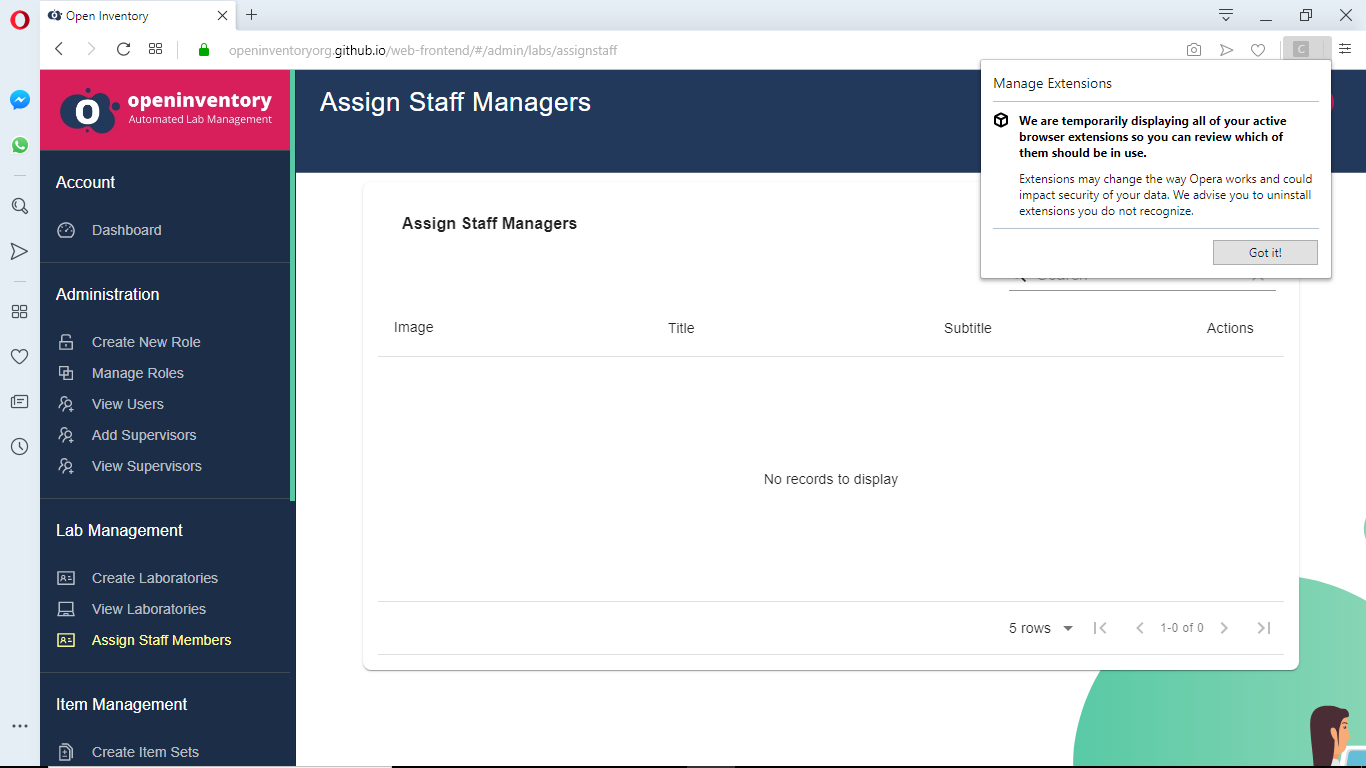 Open Inventory
openinventoryorg.github.io/web-frontend/#/admin/labs/assignstaff
C
Manage Extensions
We are temporarily displaying all of your active
browser extensions so you can review which of
them should be in use.
Extensions may change the way Opera works and could
impact security of your data. We advise you to uninstall
extensions you do not recognize.
Got it!
openinventory
Automated Lab Management
Account
Dashboard
Administration
Create New Role
Manage Roles
View Users
Add Supervisors
View Supervisors
Lab Management
Create Laboratories
View Laboratories
Assign Staff Members
Item Management
Create Item Sets
Assign Staff Managers
Assign Staff Managers
Search
Image Title Subtitle Actions
No records to display
5 rows 1-0 of 0